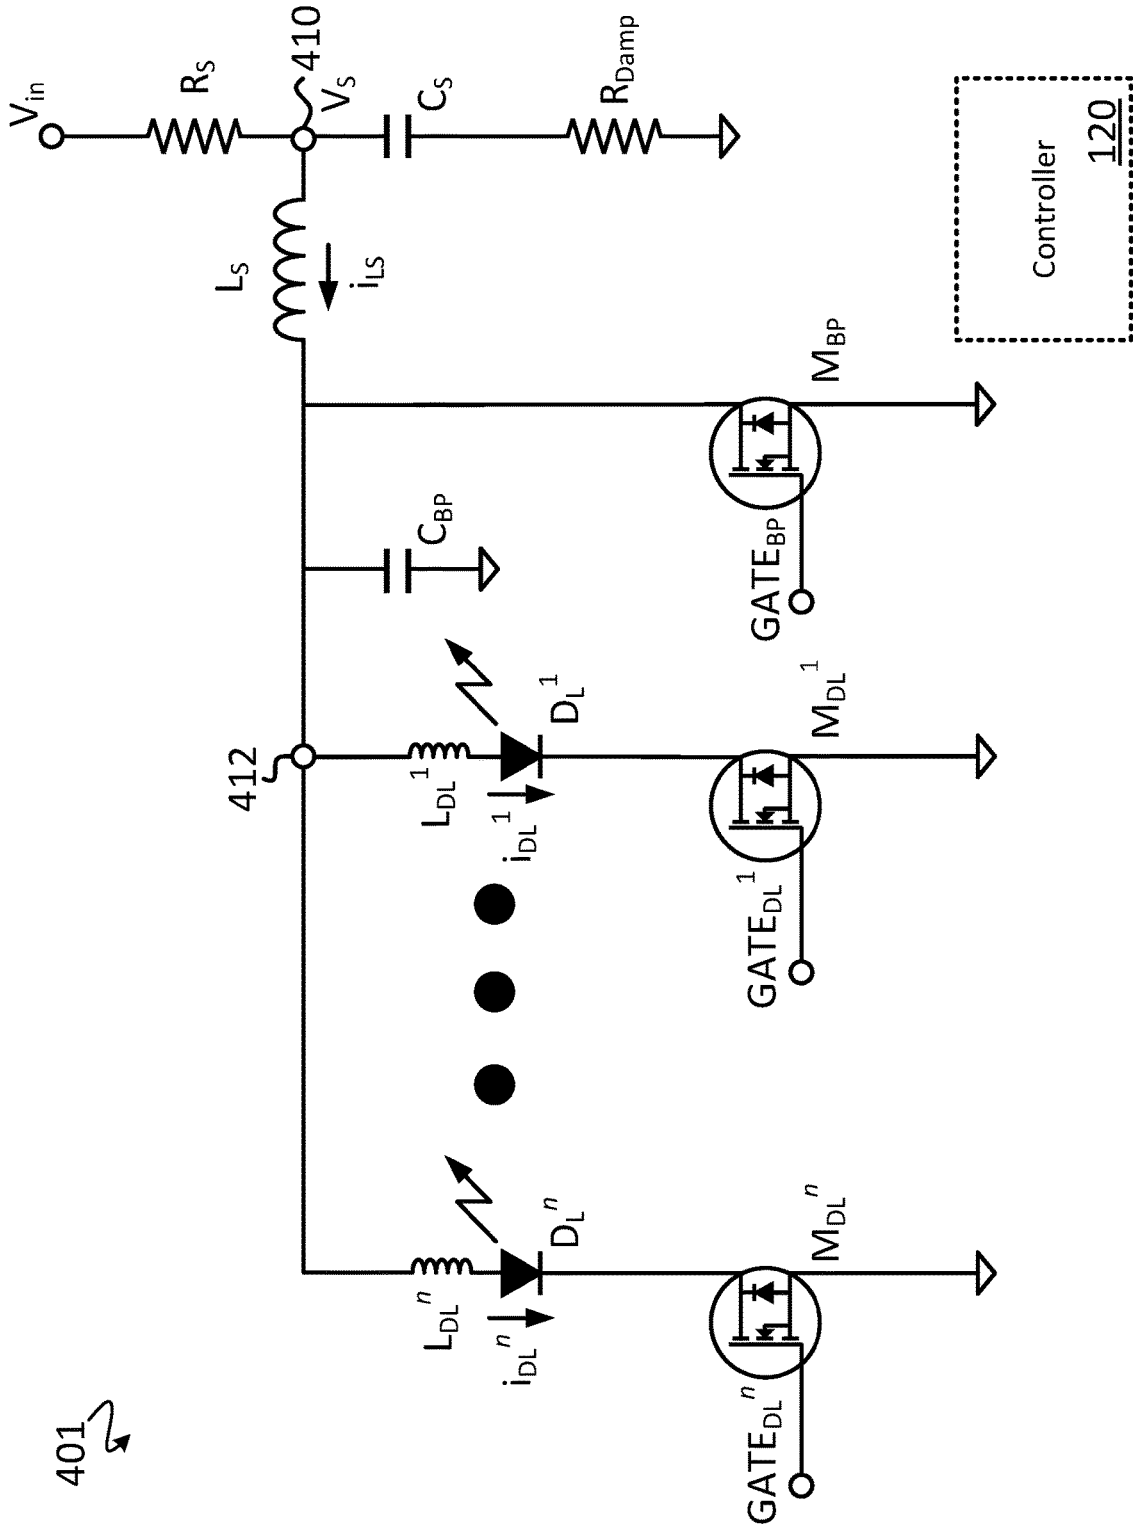 401
V_in
R_S
410
V_S
C_S
R_Damp
L_S
i_LS
412
C_BP
L_DL^1
i_DL^1
D_L^1
L_DL^n
i_DL^n
D_L^n
GATE_BP
M_BP
GATE_DL^1
M_DL^1
GATE_DL^n
M_DL^n
Controller
120